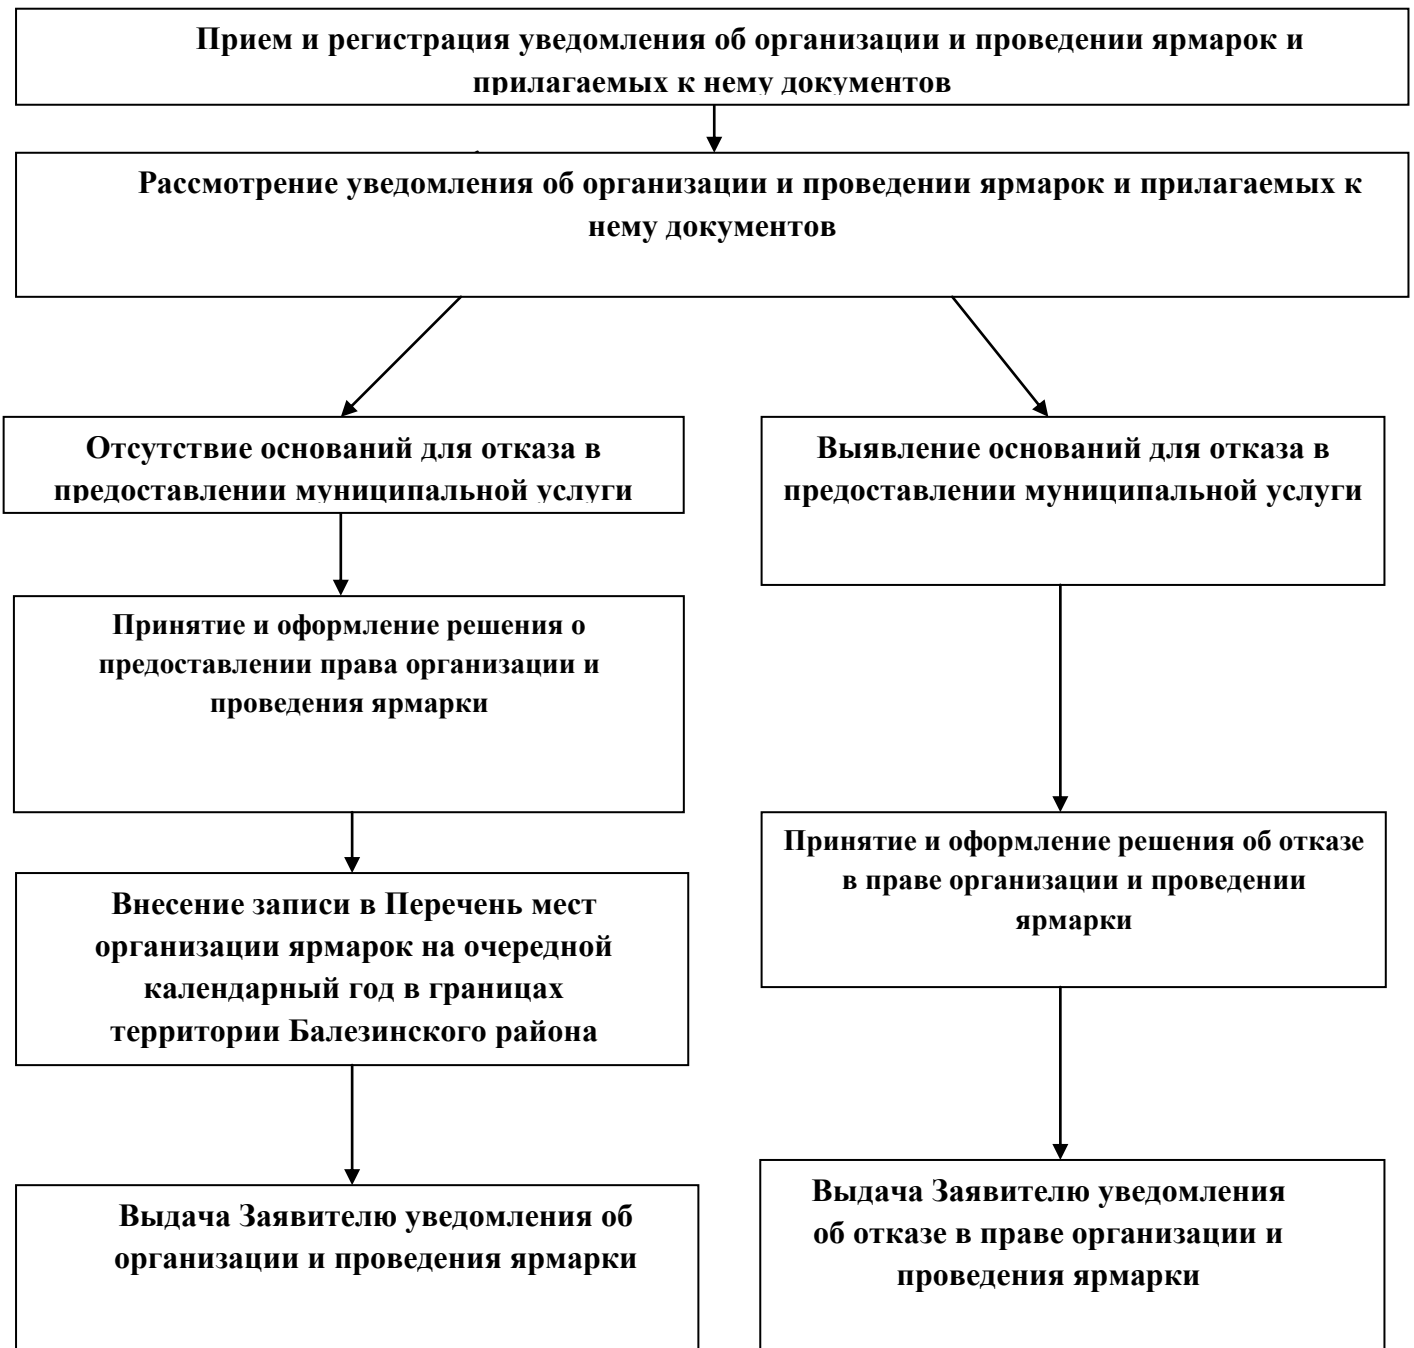 Прием и регистрация уведомления об организации и проведении ярмарок и
прилагаемых к нему документов
Рассмотрение уведомления об организации и проведении ярмарок и прилагаемых к
нему документов
Отсутствие оснований для отказа в
предоставлении муниципальной услуги
Выявление оснований для отказа в
предоставлении муниципальной услуги
Принятие и оформление решения о
предоставлении права организации и
проведения ярмарки
Принятие и оформление решения об отказе
в праве организации и проведении
ярмарки
Внесение записи в Перечень мест
организации ярмарок на очередной
календарный год в границах
территории Балезинского района
Выдача Заявителю уведомления об
организации и проведения ярмарки
Выдача Заявителю уведомления
об отказе в праве организации и
проведения ярмарки